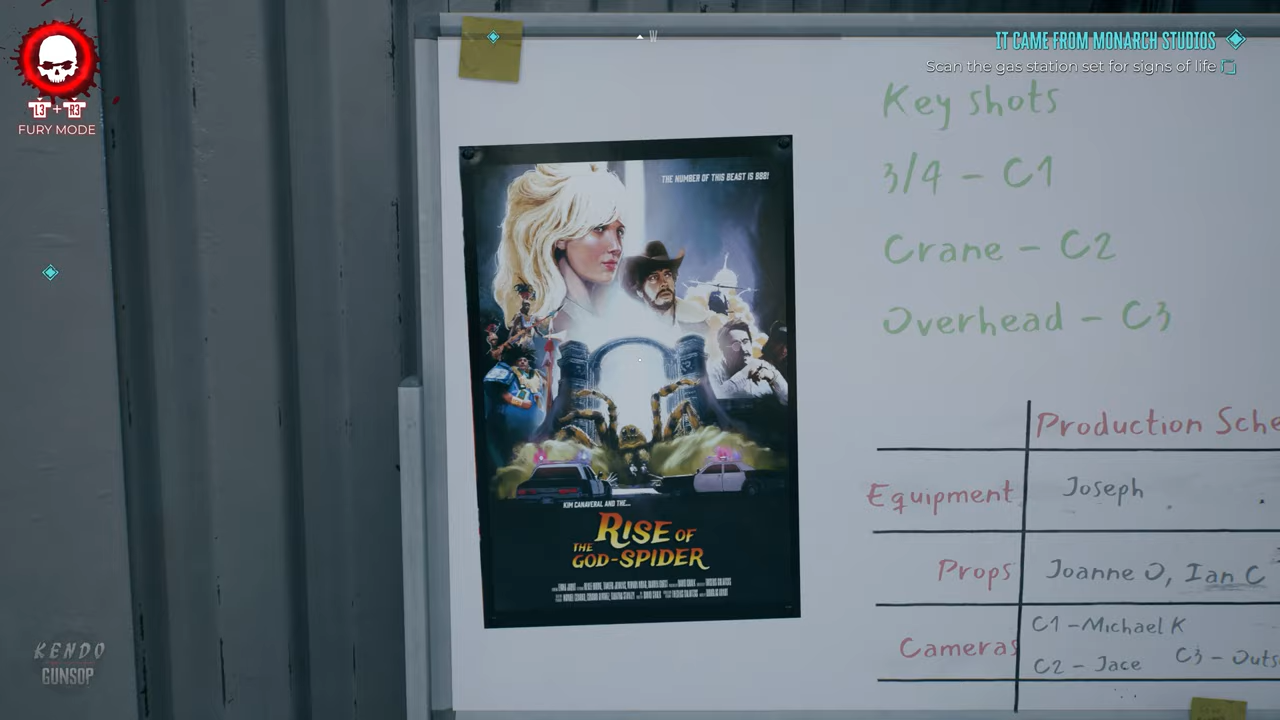 IT CAME FROM MONARCH STUDIOS
Scan the gas station set for signs of life
W
L3 + R3
FURY MODE
Key shots
3/4 - C1
Crane - C2
Overhead - C3
THE NUMBER OF THIS BEAST IS 888!
KIM CANAVERAL AND THE...
RISE OF
THE
GOD-SPIDER
Production Sche
Equipment Joseph
Props Joanne O, Ian C
Cameras C1 - Michael K
C2 - Jace C3 - Outs
KENDO
GUNSOP